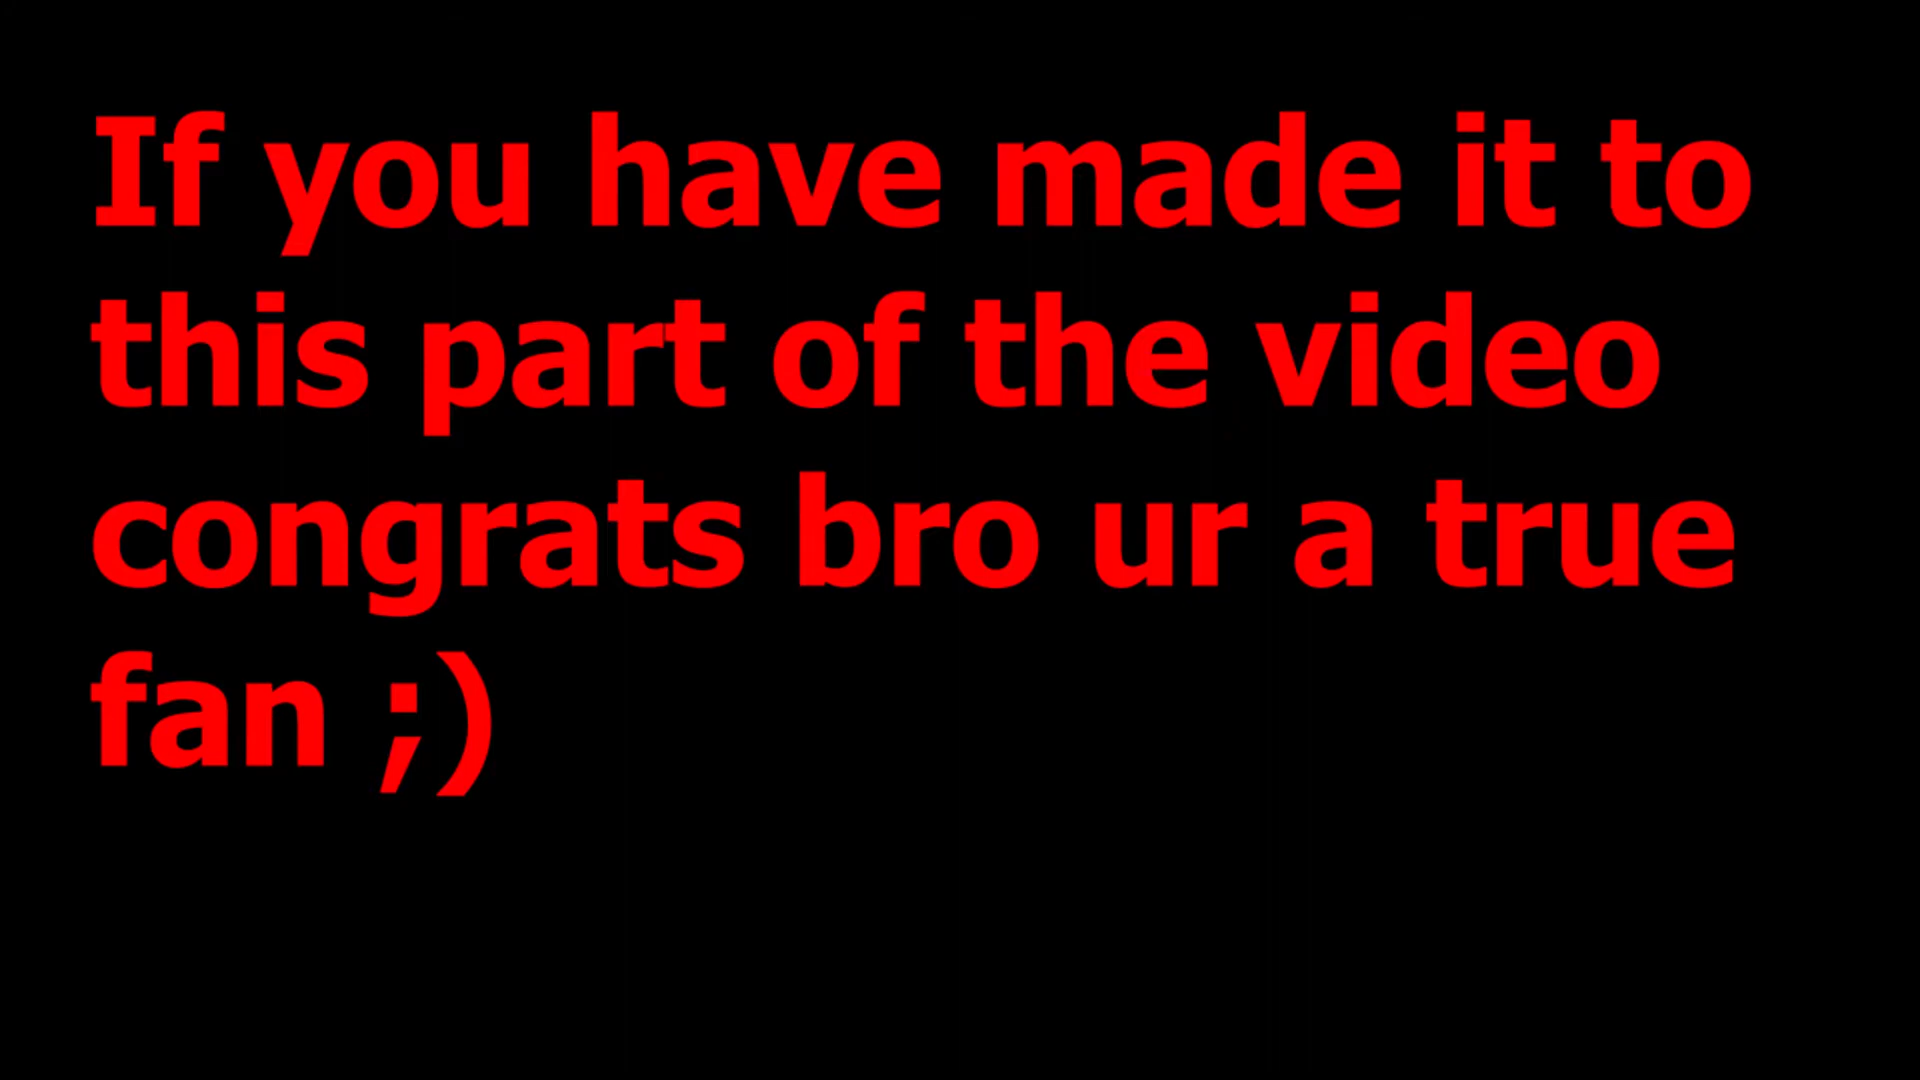 If you have made it to
this part of the video
congrats bro ur a true
fan ;)